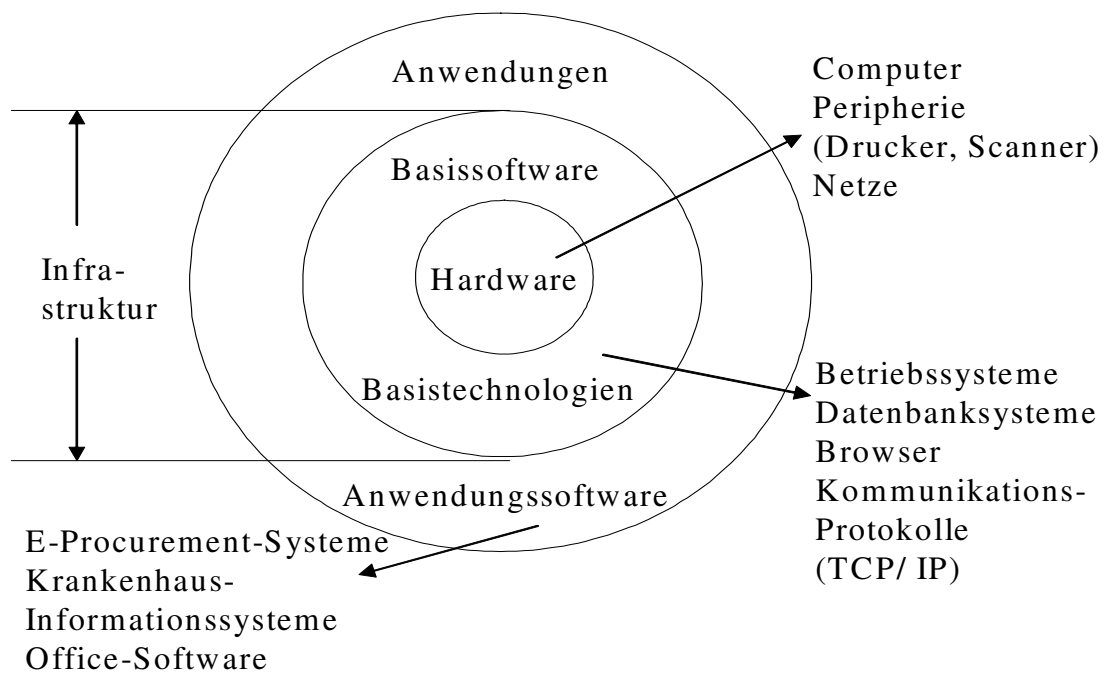 Anwendungen
Basissoftware
Hardware
Basistechnologien
Anwendungssoftware
Infra-
struktur
Computer
Peripherie
(Drucker, Scanner)
Netze
Betriebssysteme
Datenbanksysteme
Browser
Kommunikations-
Protokolle
(TCP/ IP)
E-Procurement-Systeme
Krankenhaus-
Informationssysteme
Office-Software